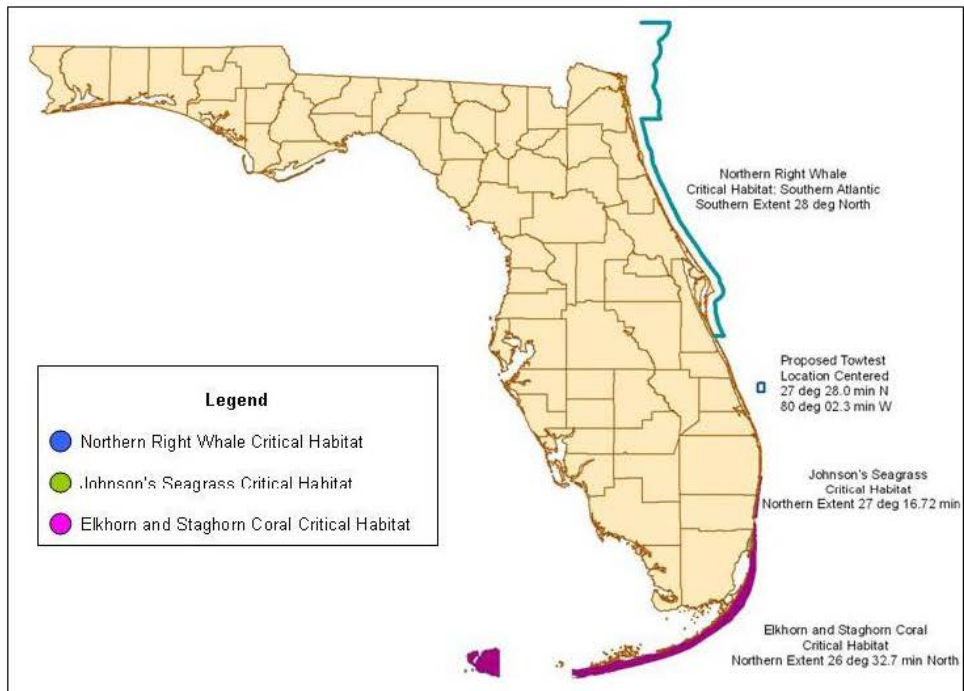 Northern Right Whale
Critical Habitat: Southern Atlantic
Southern Extent 28 deg North
Proposed Towtest
Location Centered
27 deg 28.0 min N
80 deg 02.3 min W
Legend
Northern Right Whale Critical Habitat
Johnson's Seagrass Critical Habitat
Elkhorn and Staghorn Coral Critical Habitat
Johnson's Seagrass
Critical Habitat
Northern Extent 27 deg 16.72 min
Elkhorn and Staghorn Coral
Critical Habitat
Northern Extent 26 deg 32.7 min North